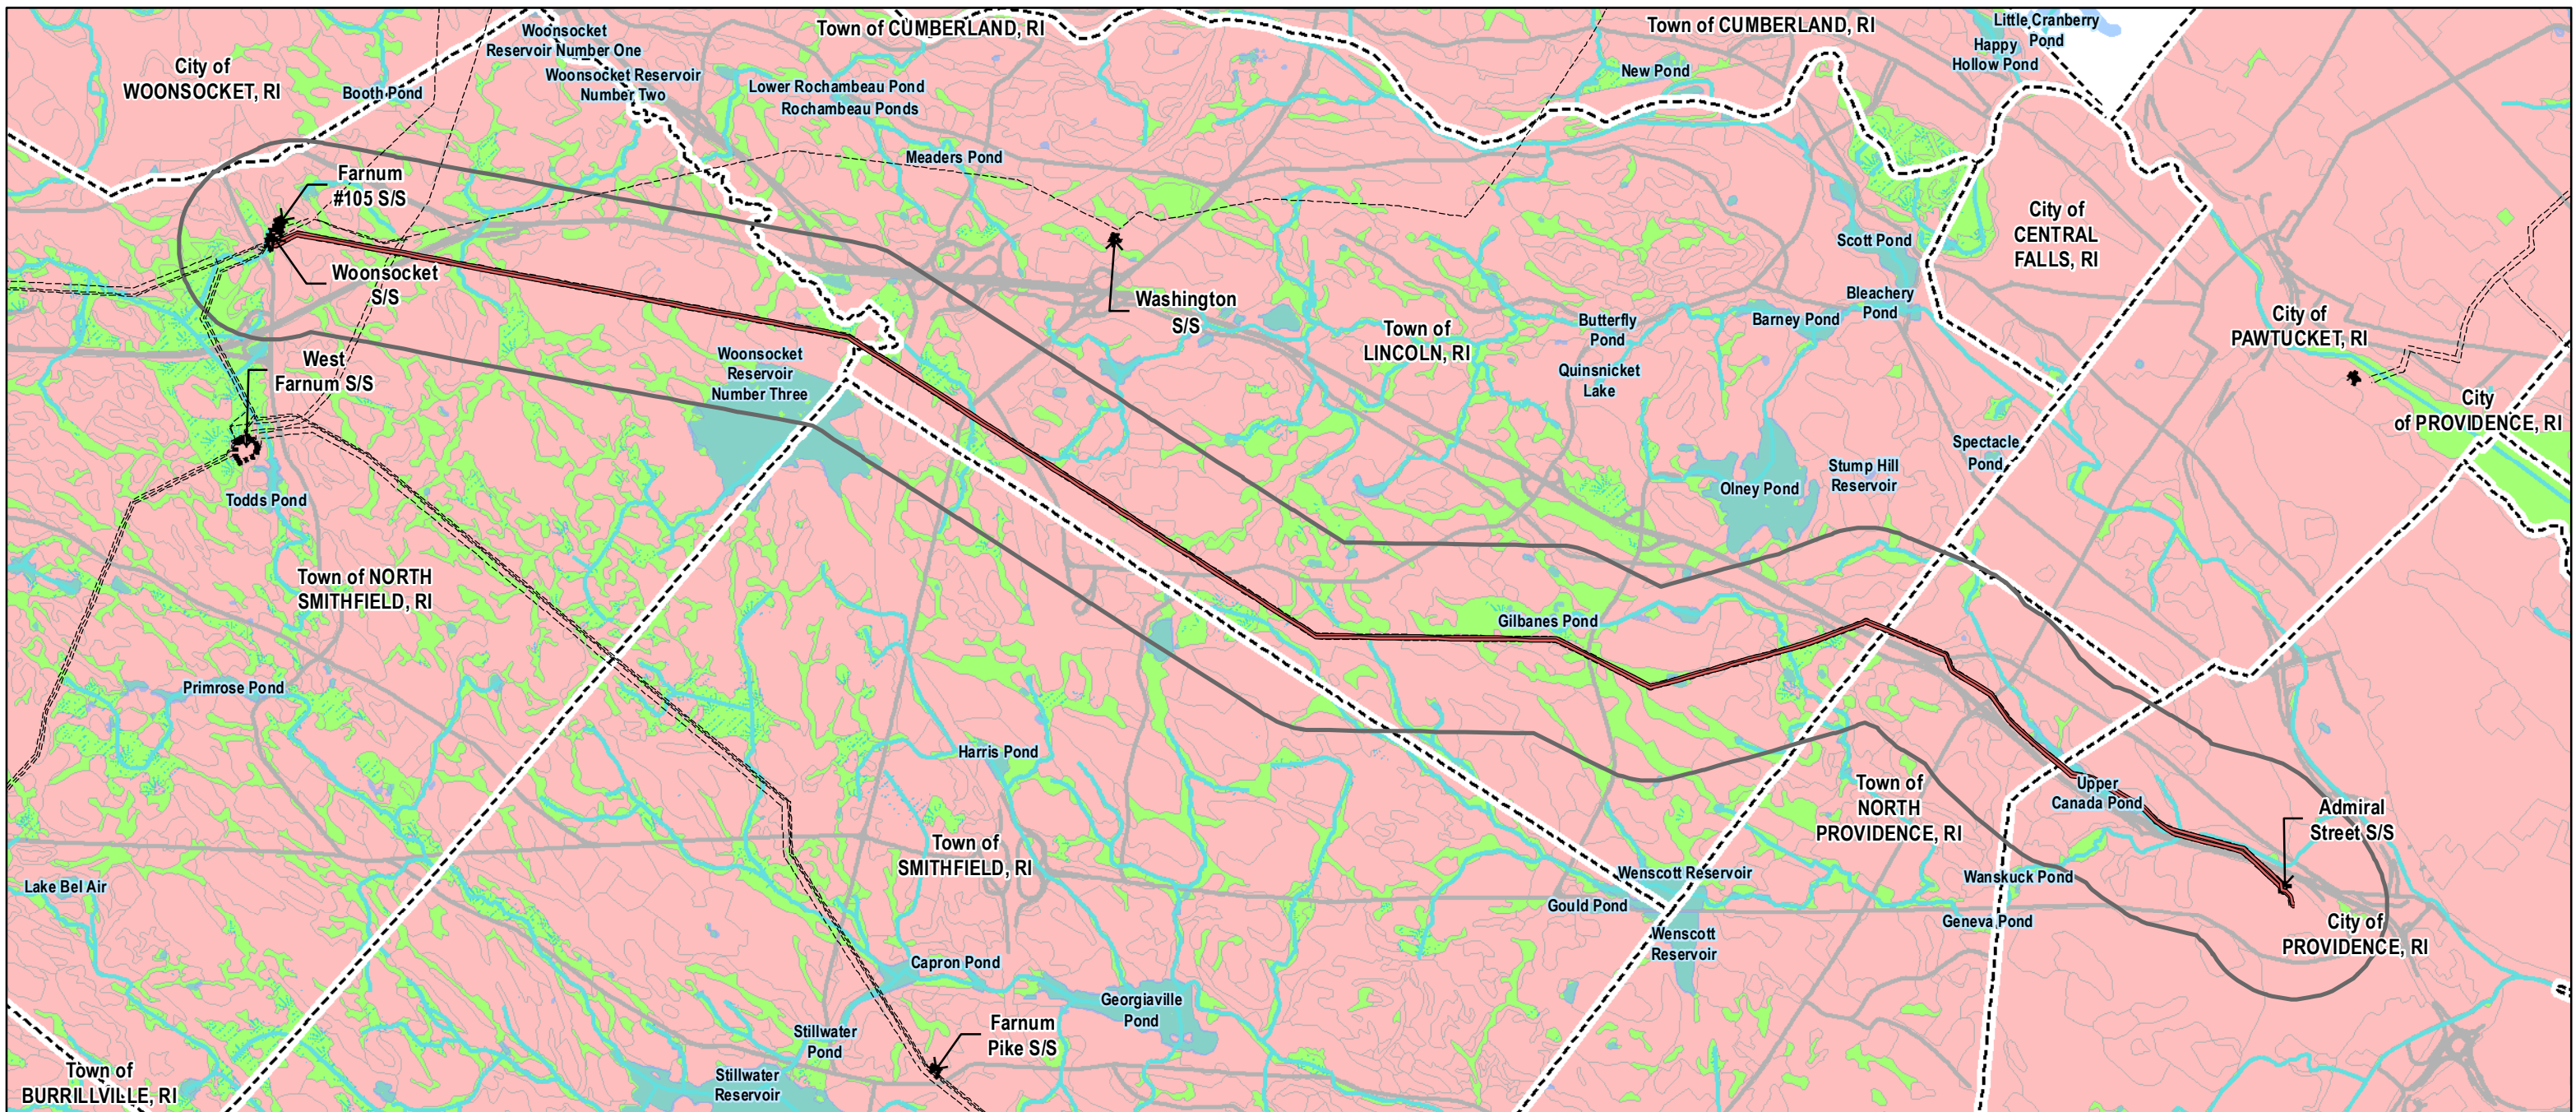 Town of CUMBERLAND, RI
Town of CUMBERLAND, RI
Little Cranberry
Pond
Happy
Hollow Pond
Woonsocket
Reservoir Number One
City of
WOONSOCKET, RI
Booth Pond
Woonsocket Reservoir
Number Two
Lower Rochambeau Pond
Rochambeau Ponds
New Pond
Meaders Pond
Farnum
#105 S/S
Woonsocket
S/S
Washington
S/S
Scott Pond
City of
CENTRAL
FALLS, RI
Bleachery
Pond
Barney Pond
Butterfly
Pond
Town of
LINCOLN, RI
Quinsnicket
Lake
City of
PAWTUCKET, RI
City
of PROVIDENCE, RI
West
Farnum S/S
Woonsocket
Reservoir
Number Three
Spectacle
Pond
Stump Hill
Reservoir
Olney Pond
Todds Pond
Town of NORTH
SMITHFIELD, RI
Gilbanes Pond
Primrose Pond
Harris Pond
Town of
NORTH
PROVIDENCE, RI
Upper
Canada Pond
Admiral
Street S/S
Town of
SMITHFIELD, RI
Lake Bel Air
Wenscott Reservoir
Gould Pond
Wanskuck Pond
Geneva Pond
Wenscott
Reservoir
City of
PROVIDENCE, RI
Capron Pond
Georgiaville
Pond
Farnum
Pike S/S
Stillwater
Pond
Stillwater
Reservoir
Town of
BURRILLVILLE, RI